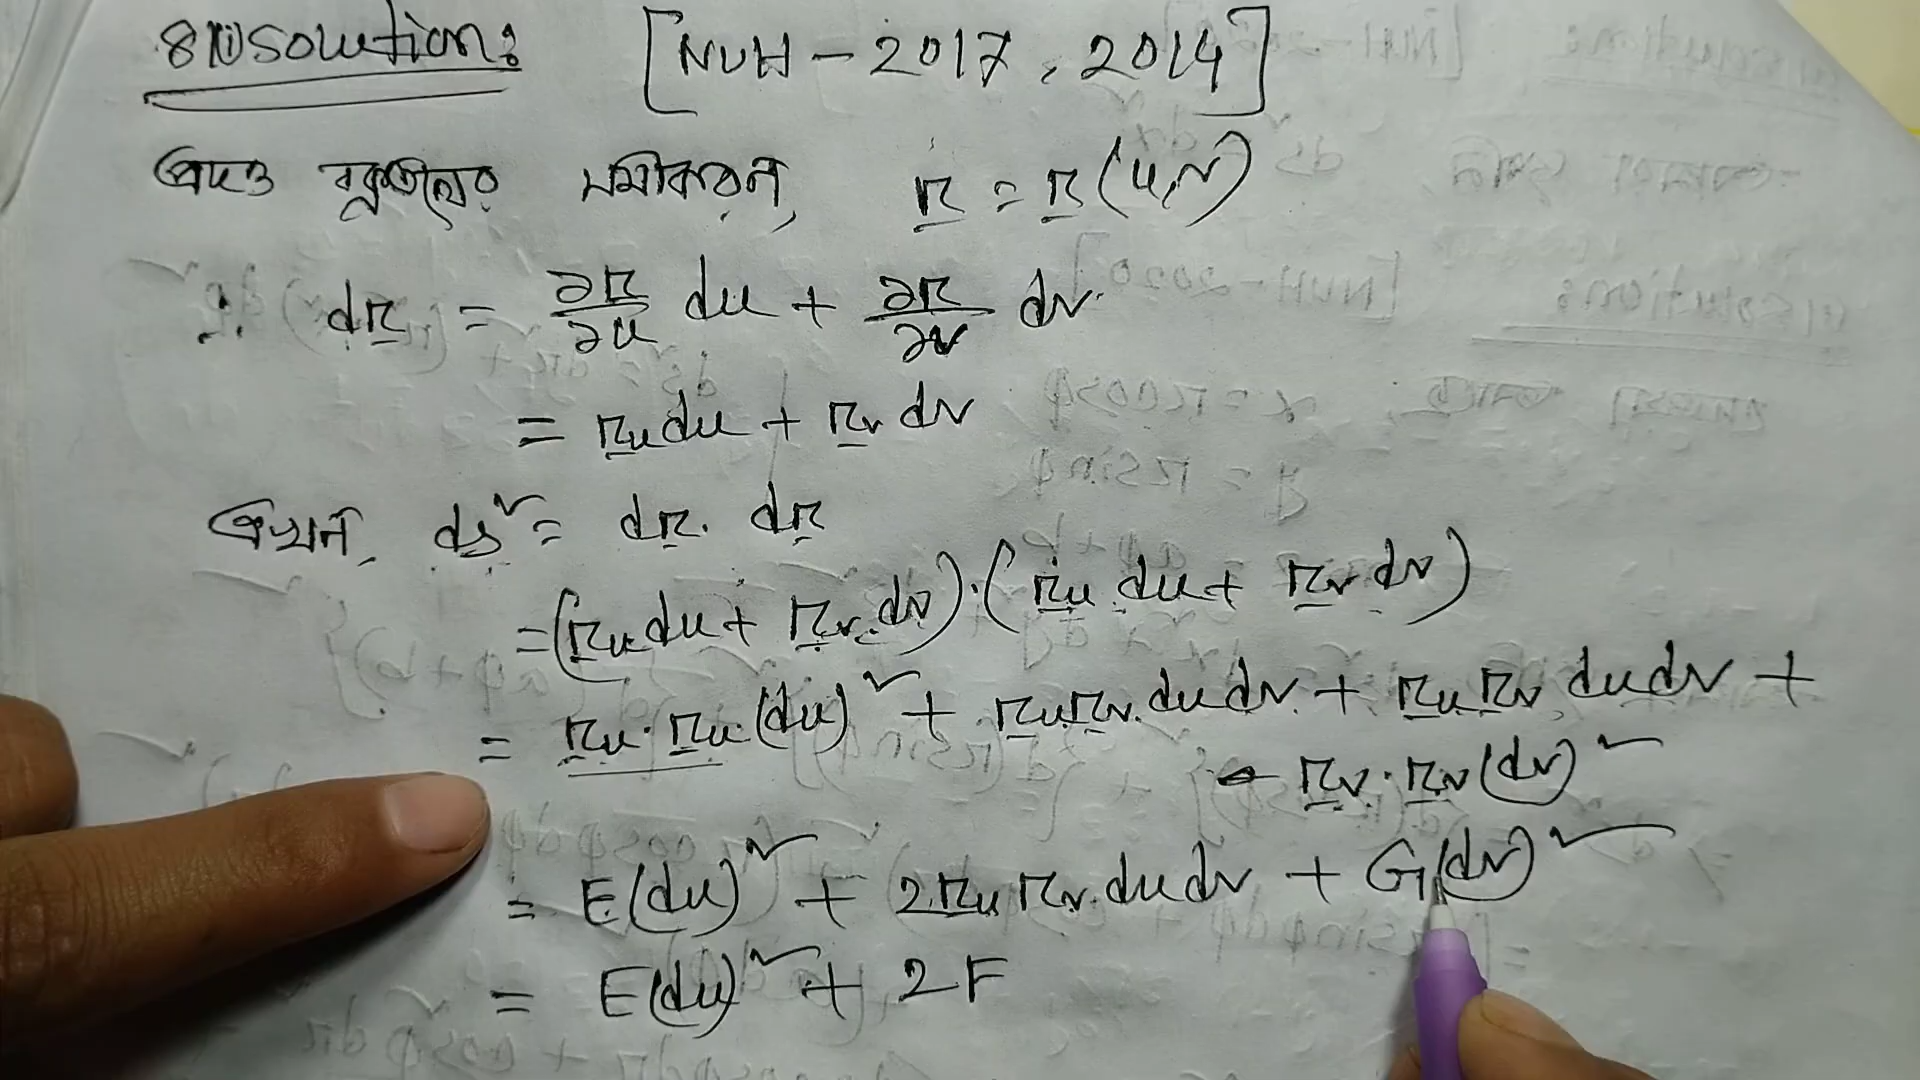 ৪(ii) solution: [NUH - 2017, 2014]
প্রদত্ত বক্রতলের সমীকরণ, r = r(u,v)
∴ dr = ∂r/∂u du + ∂r/∂v dv
= r_u du + r_v dv
এখন, ds² = dr. dr
=(r_u du + r_v dv).(r_u du + r_v dv)
= r_u. r_u (du)² + r_u r_v du dv + r_u r_v du dv +
r_v. r_v (dv)²
= E(du)² + 2 r_u r_v du dv + G(dv)²
= E(du)² + 2F